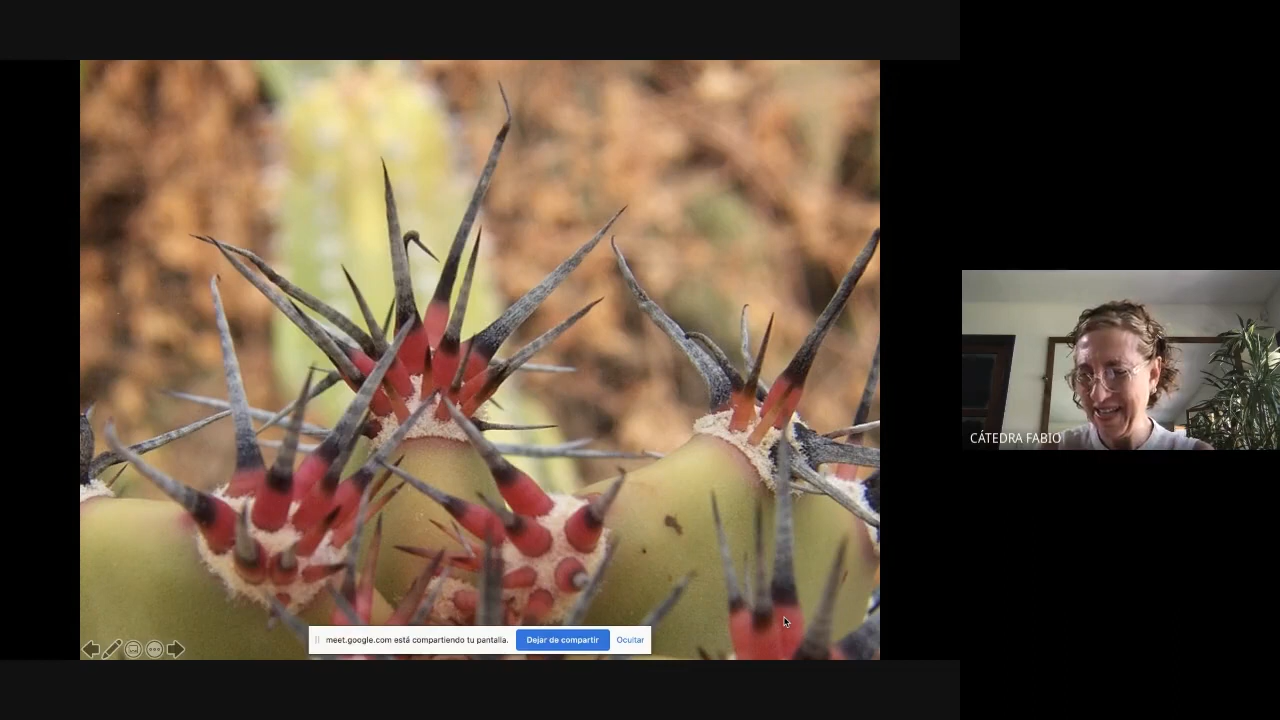 CÁTEDRA FABIO
meet.google.com está compartiendo tu pantalla.
Dejar de compartir
Ocultar